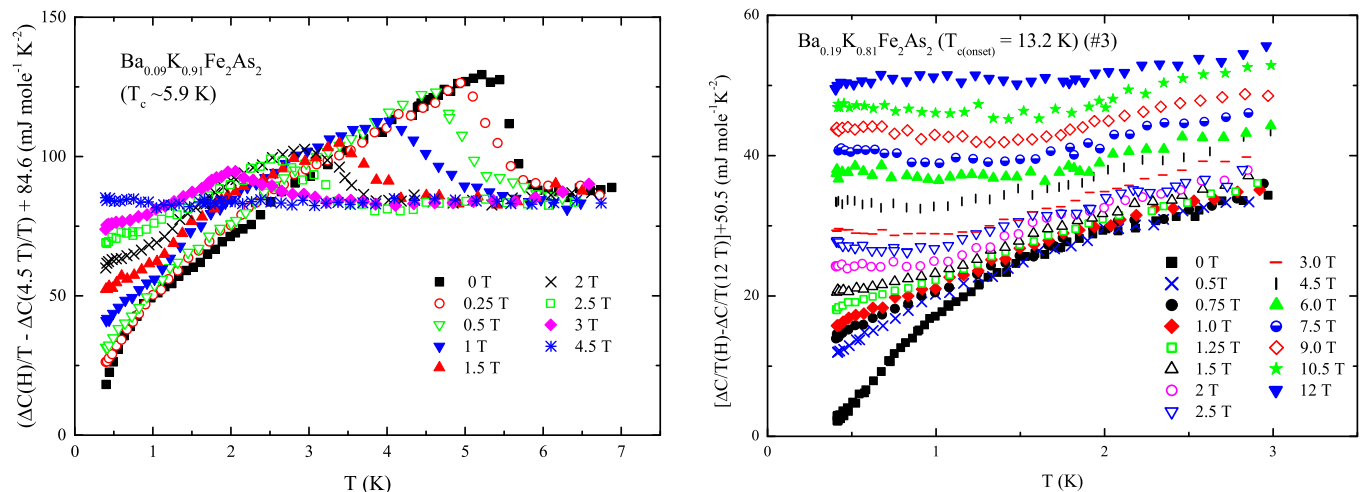 (ΔC(H)/T - ΔC(4.5 T)/T) + 84.6 (mJ mole⁻¹ K⁻²)
150
100
50
0
Ba₀.₀₉K₀.₉₁Fe₂As₂
(T꜀ ~5.9 K)
0 T
0.25 T
0.5 T
1 T
1.5 T
2 T
2.5 T
3 T
4.5 T
0 1 2 3 4 5 6 7
T (K)
[ΔC/T(H)-ΔC/T(12 T)]+50.5 (mJ mole⁻¹K⁻²)
60
40
20
0
Ba₀.₁₉K₀.₈₁Fe₂As₂ (T꜀₍ₒₙₛₑₜ₎ = 13.2 K) (#3)
0 T
0.5T
0.75 T
1.0 T
1.25 T
1.5 T
2 T
2.5 T
3.0 T
4.5 T
6.0 T
7.5 T
9.0 T
10.5 T
12 T
0 1 2 3
T (K)